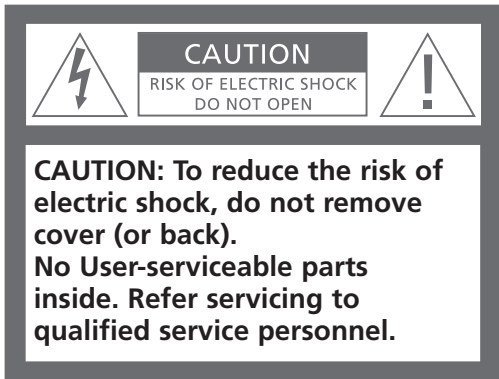 CAUTION
RISK OF ELECTRIC SHOCK
DO NOT OPEN
CAUTION: To reduce the risk of
electric shock, do not remove
cover (or back).
No User-serviceable parts
inside. Refer servicing to
qualified service personnel.